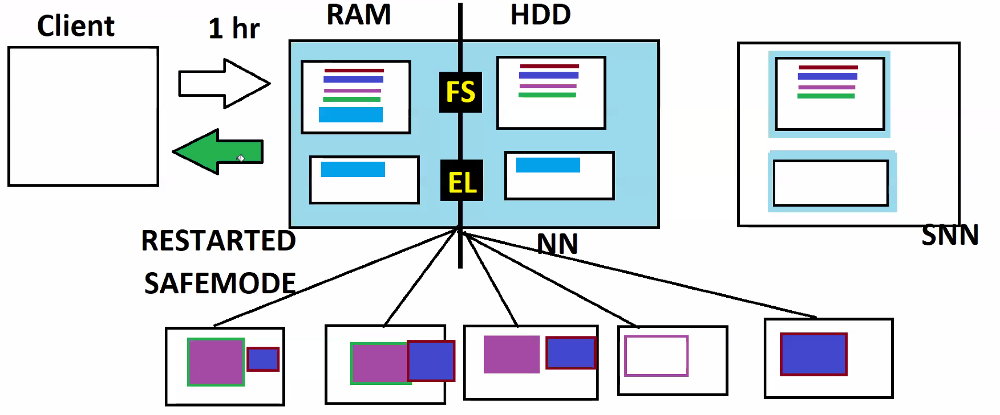 Client
1 hr
RAM
HDD
FS
EL
RESTARTED
NN
SNN
SAFEMODE